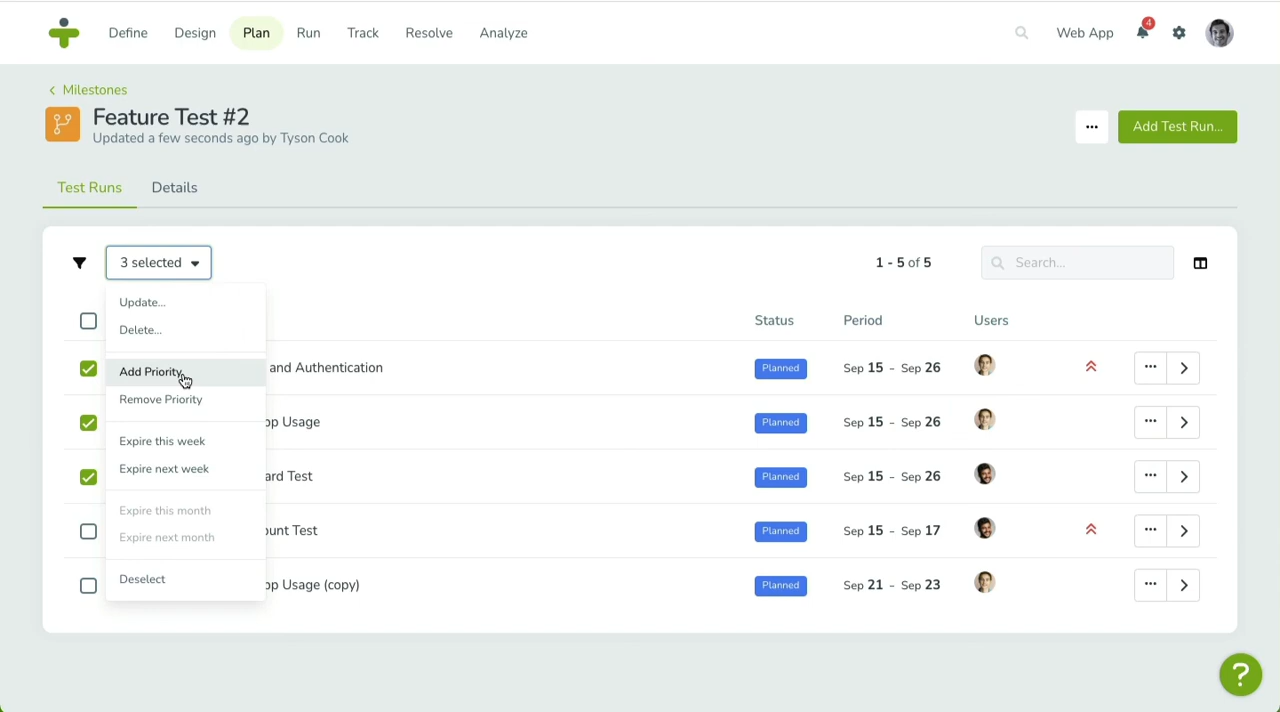 Define Design Plan Run Track Resolve Analyze Web App 4
Milestones
Feature Test #2
Updated a few seconds ago by Tyson Cook
... Add Test Run...
Test Runs Details
3 selected 1 - 5 of 5 Search...
Update...
Delete...
Status Period Users
Add Priority
and Authentication Planned Sep 15 - Sep 26 ...
Remove Priority
Usage Planned Sep 15 - Sep 26 ...
Expire this week
Expire next week
Test Planned Sep 15 - Sep 26 ...
Expire this month
Expire next month
Test Planned Sep 15 - Sep 17 ...
Deselect
Usage (copy) Planned Sep 21 - Sep 23 ...
?